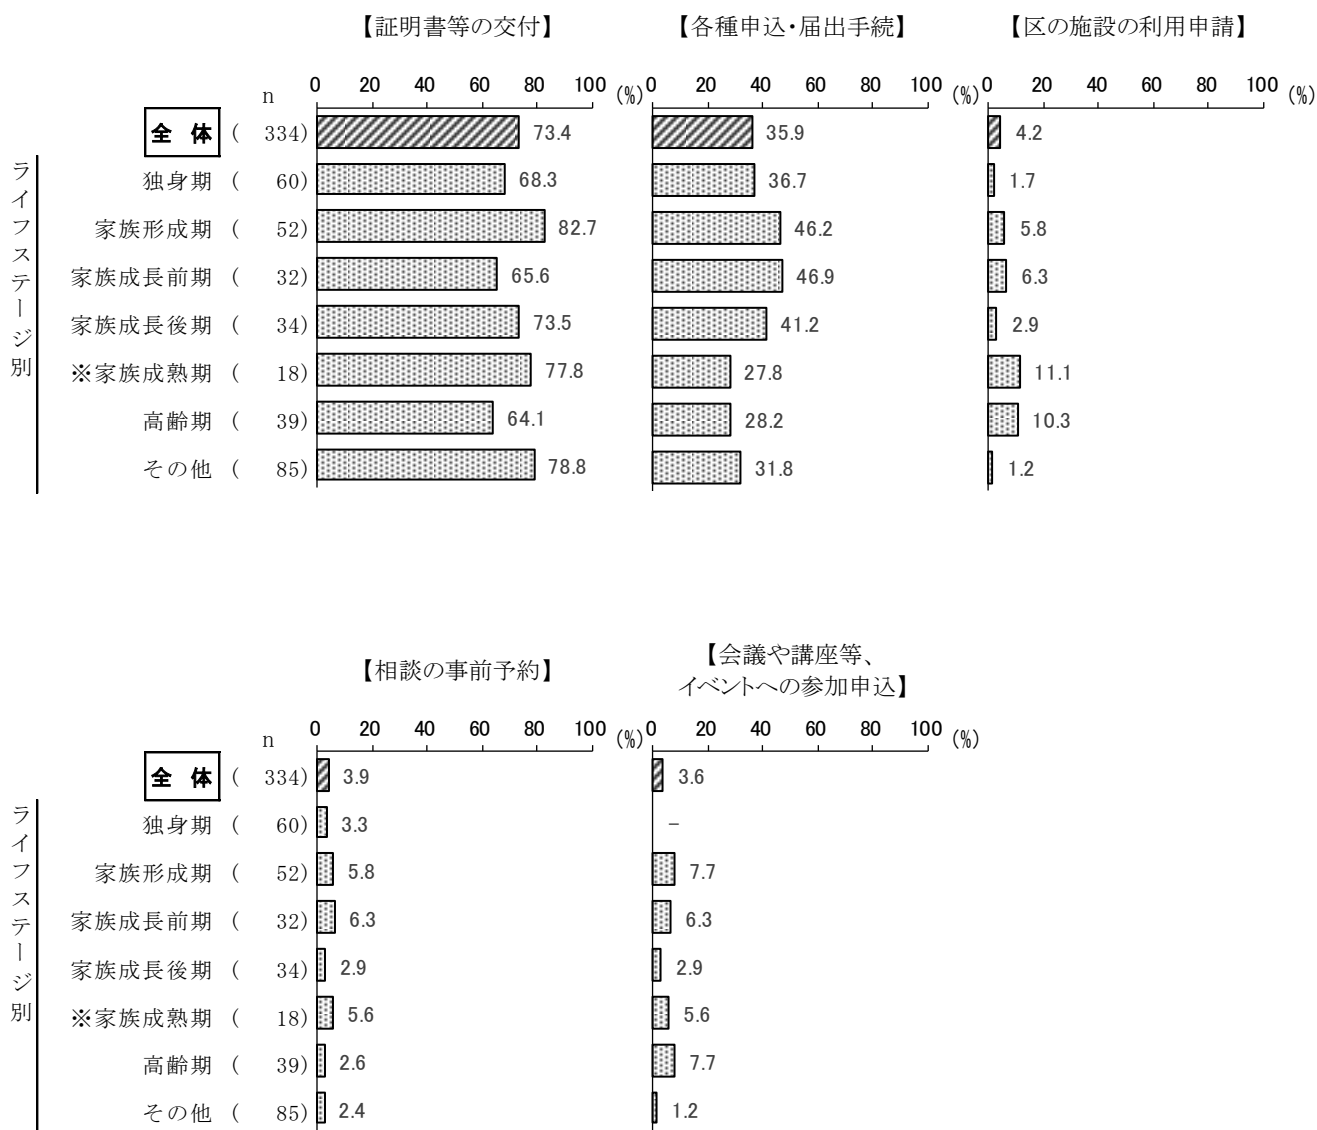 【証明書等の交付】 【各種申込・届出手続】 【区の施設の利用申請】
n 0 20 40 60 80 100 (%) 0 20 40 60 80 100 (%) 0 20 40 60 80 100 (%)
全 体 ( 334) 73.4 35.9 4.2
ライフステージ別
独身期 ( 60) 68.3 36.7 1.7
家族形成期 ( 52) 82.7 46.2 5.8
家族成長前期 ( 32) 65.6 46.9 6.3
家族成長後期 ( 34) 73.5 41.2 2.9
※家族成熟期 ( 18) 77.8 27.8 11.1
高齢期 ( 39) 64.1 28.2 10.3
その他 ( 85) 78.8 31.8 1.2
【相談の事前予約】
【会議や講座等、
イベントへの参加申込】
n 0 20 40 60 80 100 (%) 0 20 40 60 80 100 (%)
全 体 ( 334) 3.9 3.6
ライフステージ別
独身期 ( 60) 3.3 -
家族形成期 ( 52) 5.8 7.7
家族成長前期 ( 32) 6.3 6.3
家族成長後期 ( 34) 2.9 2.9
※家族成熟期 ( 18) 5.6 5.6
高齢期 ( 39) 2.6 7.7
その他 ( 85) 2.4 1.2